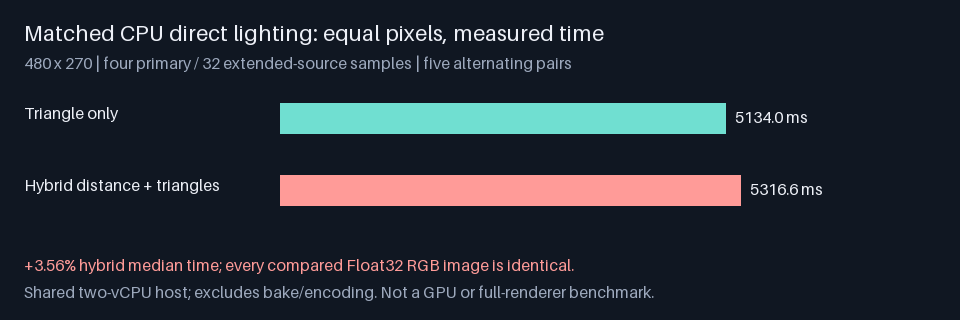 Matched CPU direct lighting: equal pixels, measured time
480 x 270 | four primary / 32 extended-source samples | five alternating pairs
Triangle only
5134.0 ms
Hybrid distance + triangles
5316.6 ms
+3.56% hybrid median time; every compared Float32 RGB image is identical.
Shared two-vCPU host; excludes bake/encoding. Not a GPU or full-renderer benchmark.